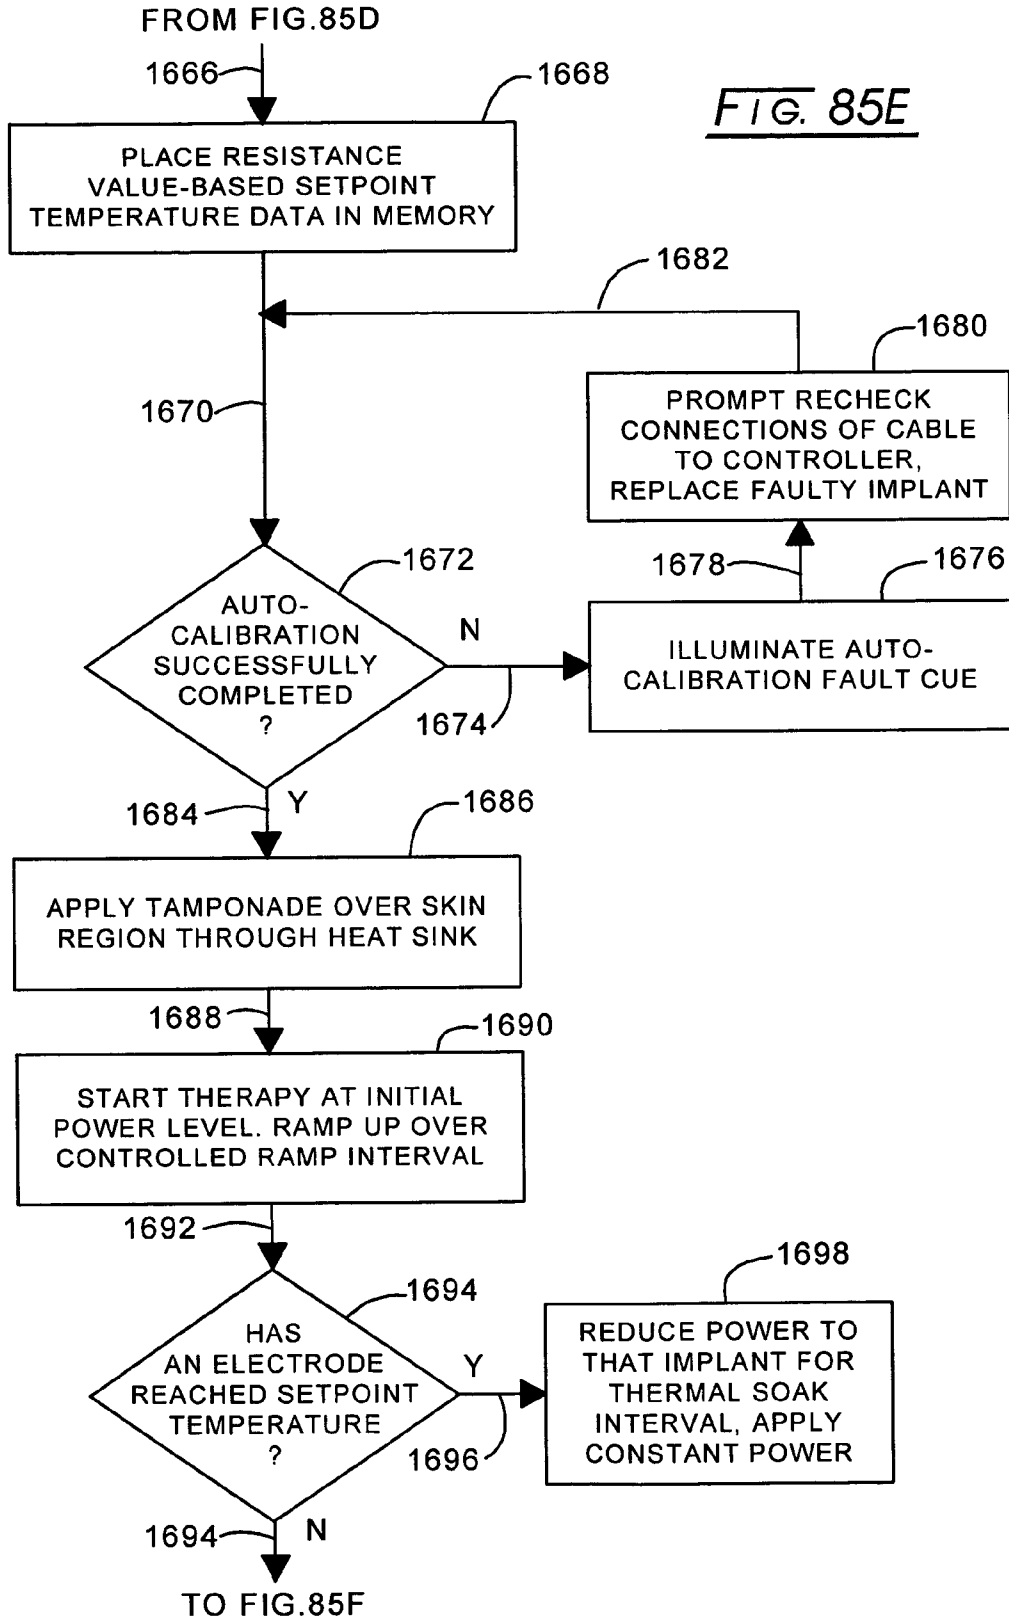 FROM FIG.85D
1666
1668
FIG. 85E
PLACE RESISTANCE
VALUE-BASED SETPOINT
TEMPERATURE DATA IN MEMORY
1682
1680
1670
PROMPT RECHECK
CONNECTIONS OF CABLE
TO CONTROLLER,
REPLACE FAULTY IMPLANT
1672
1678
1676
AUTO-
CALIBRATION
SUCCESSFULLY
COMPLETED
?
N
1674
ILLUMINATE AUTO-
CALIBRATION FAULT CUE
1684
Y
1686
APPLY TAMPONADE OVER SKIN
REGION THROUGH HEAT SINK
1688
1690
START THERAPY AT INITIAL
POWER LEVEL. RAMP UP OVER
CONTROLLED RAMP INTERVAL
1692
1694
1698
HAS
AN ELECTRODE
REACHED SETPOINT
TEMPERATURE
?
Y
1696
REDUCE POWER TO
THAT IMPLANT FOR
THERMAL SOAK
INTERVAL, APPLY
CONSTANT POWER
1694
N
TO FIG.85F